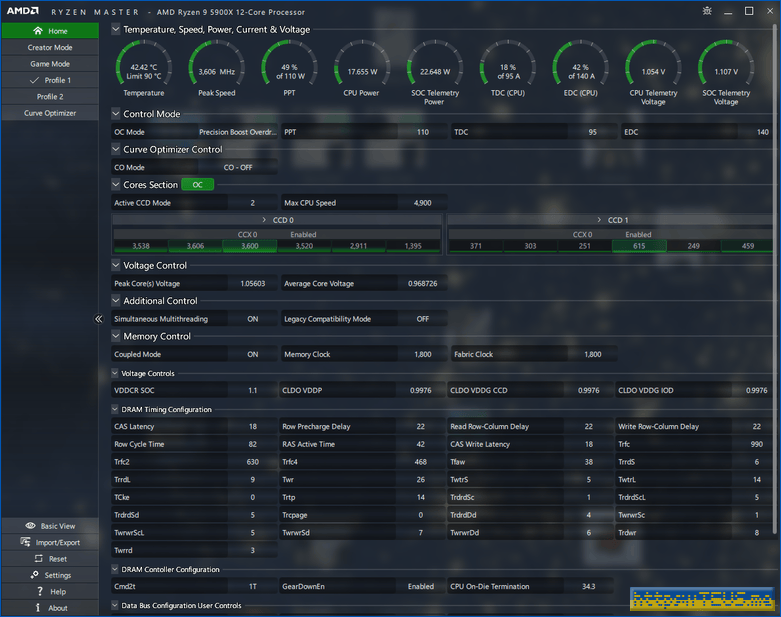 AMD RYZEN MASTER - AMD Ryzen 9 5900X 12-Core Processor
Home
Creator Mode
Game Mode
Profile 1
Profile 2
Curve Optimizer
Temperature, Speed, Power, Current & Voltage
42.42 °C 3,606 MHz 49 % 17.655 W 22.648 W 18 % 42 % 1.054 V 1.107 V
Limit 90 °C of 110 W of 95 A of 140 A
Temperature Peak Speed PPT CPU Power SOC Telemetry Power TDC (CPU) EDC (CPU) CPU Telemetry Voltage SOC Telemetry Voltage
Control Mode
OC Mode Precision Boost Overdr... PPT 110 TDC 95 EDC 140
Curve Optimizer Control
CO Mode CO - OFF
Cores Section OC
Active CCD Mode 2 Max CPU Speed 4,900
CCD 0 CCD 1
CCX 0 Enabled CCX 0 Enabled
3,538 3,606 3,600 3,520 2,911 1,395 371 303 251 615 249 459
Voltage Control
Peak Core(s) Voltage 1.05603 Average Core Voltage 0.968726
Additional Control
Simultaneous Multithreading ON Legacy Compatibility Mode OFF
Memory Control
Coupled Mode ON Memory Clock 1,800 Fabric Clock 1,800
Voltage Controls
VDDCR SOC 1.1 CLDO VDDP 0.9976 CLDO VDDG CCD 0.9976 CLDO VDDG IOD 0.9976
DRAM Timing Configuration
CAS Latency 18 Row Precharge Delay 22 Read Row-Column Delay 22 Write Row-Column Delay 22
Row Cycle Time 82 RAS Active Time 42 CAS Write Latency 18 Trfc 990
Trfc2 630 Trfc4 468 Tfaw 38 TrrdS 6
TrrdL 9 Twr 26 TwtrS 5 TwtrL 14
TCke 0 Trtp 14 TrdrdSc 1 TrdrdScL 5
TrdrdSd 5 Trcpage 0 TrdrdDd 4 TwrwrSc 1
TwrwrScL 5 TwrwrSd 7 TwrwrDd 6 Trdwr 8
Twrrd 3
DRAM Contoller Configuration
Cmd2t 1T GearDownEn Enabled CPU On-Die Termination 34.3
Data Bus Configuration User Controls
Basic View
Import/Export
Reset
Settings
Help
About